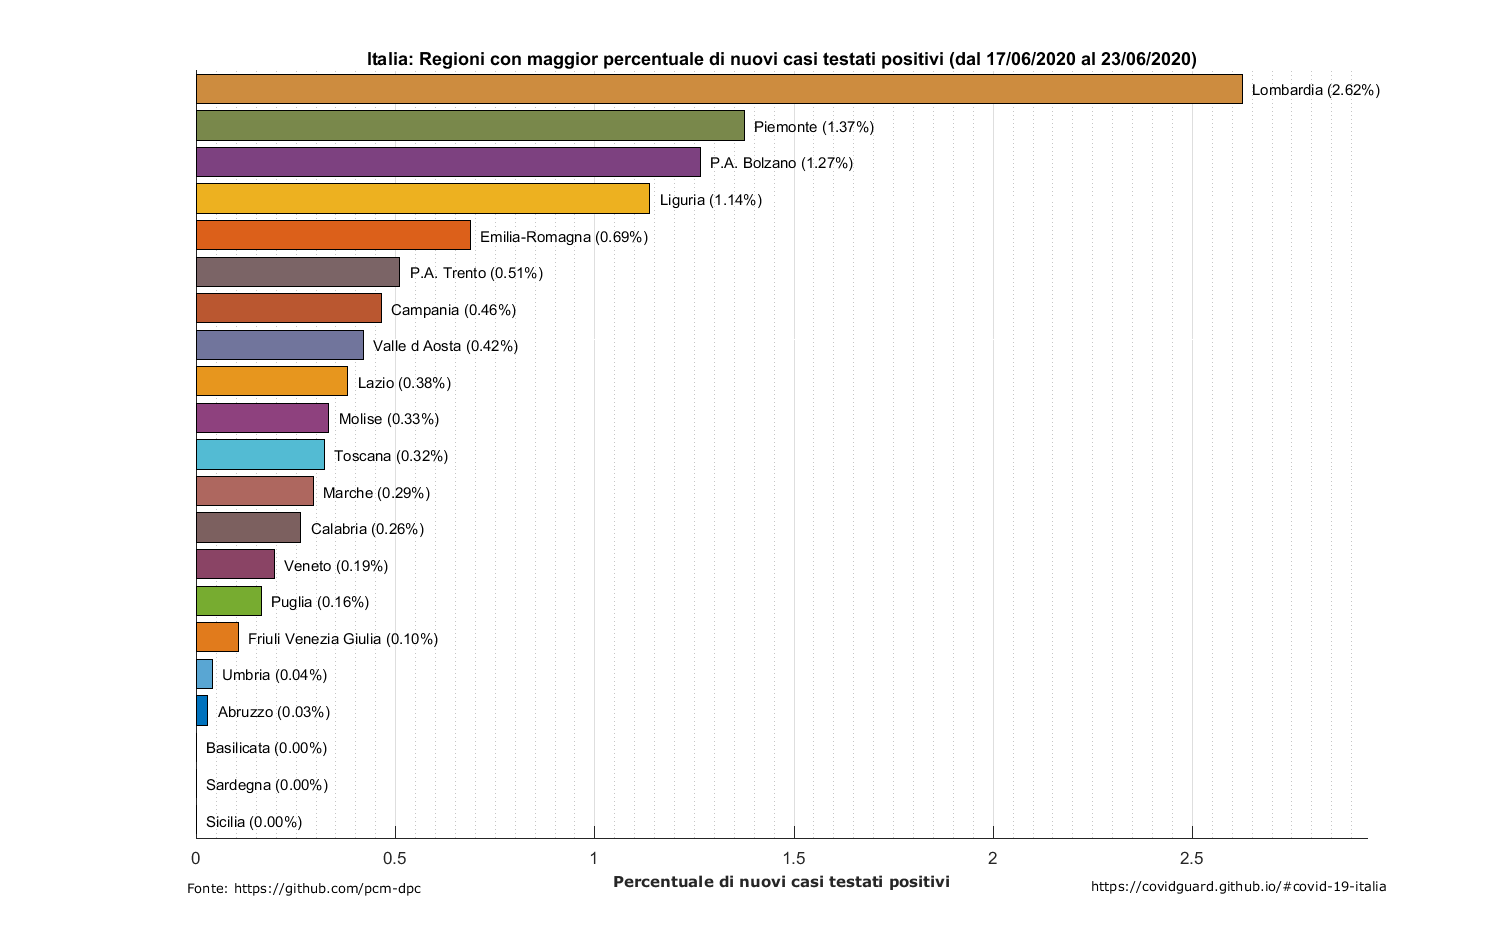 Italia: Regioni con maggior percentuale di nuovi casi testati positivi (dal 17/06/2020 al 23/06/2020)
Lombardia (2.62%)
Piemonte (1.37%)
P.A. Bolzano (1.27%)
Liguria (1.14%)
Emilia-Romagna (0.69%)
P.A. Trento (0.51%)
Campania (0.46%)
Valle d Aosta (0.42%)
Lazio (0.38%)
Molise (0.33%)
Toscana (0.32%)
Marche (0.29%)
Calabria (0.26%)
Veneto (0.19%)
Puglia (0.16%)
Friuli Venezia Giulia (0.10%)
Umbria (0.04%)
Abruzzo (0.03%)
Basilicata (0.00%)
Sardegna (0.00%)
Sicilia (0.00%)
0 0.5 1 1.5 2 2.5
Percentuale di nuovi casi testati positivi
Fonte: https://github.com/pcm-dpc
https://covidguard.github.io/#covid-19-italia